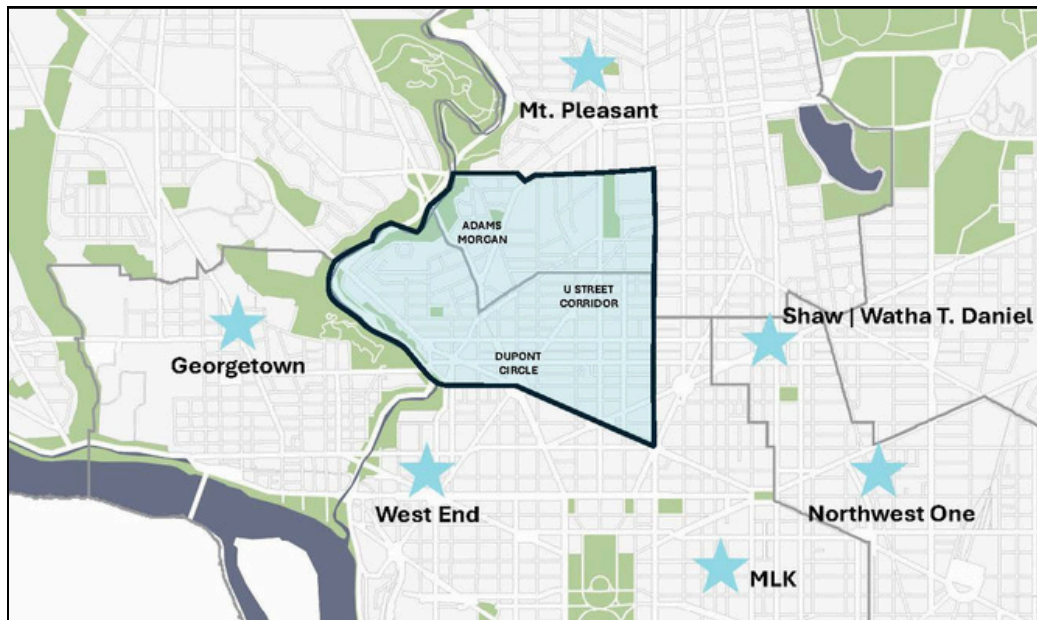 Mt. Pleasant
ADAMS
MORGAN
U STREET
CORRIDOR
Shaw | Watha T. Daniel
Georgetown
DUPONT
CIRCLE
West End
Northwest One
MLK